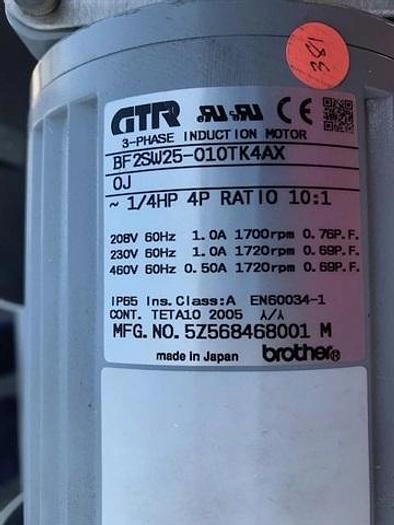 381
GTR
3-PHASE INDUCTION MOTOR
BF2SW25-010TK4AX
OJ
~ 1/4HP 4P RATIO 10:1
208V 60Hz 1.0A 1700rpm 0.76P.F.
230V 60Hz 1.0A 1720rpm 0.69P.F.
460V 60Hz 0.50A 1720rpm 0.69P.F.
IP65 Ins.Class:A EN60034-1
CONT. TETA10 2005 ⅄/⅄
MFG.NO.5Z568468001 M
made in Japan brother®